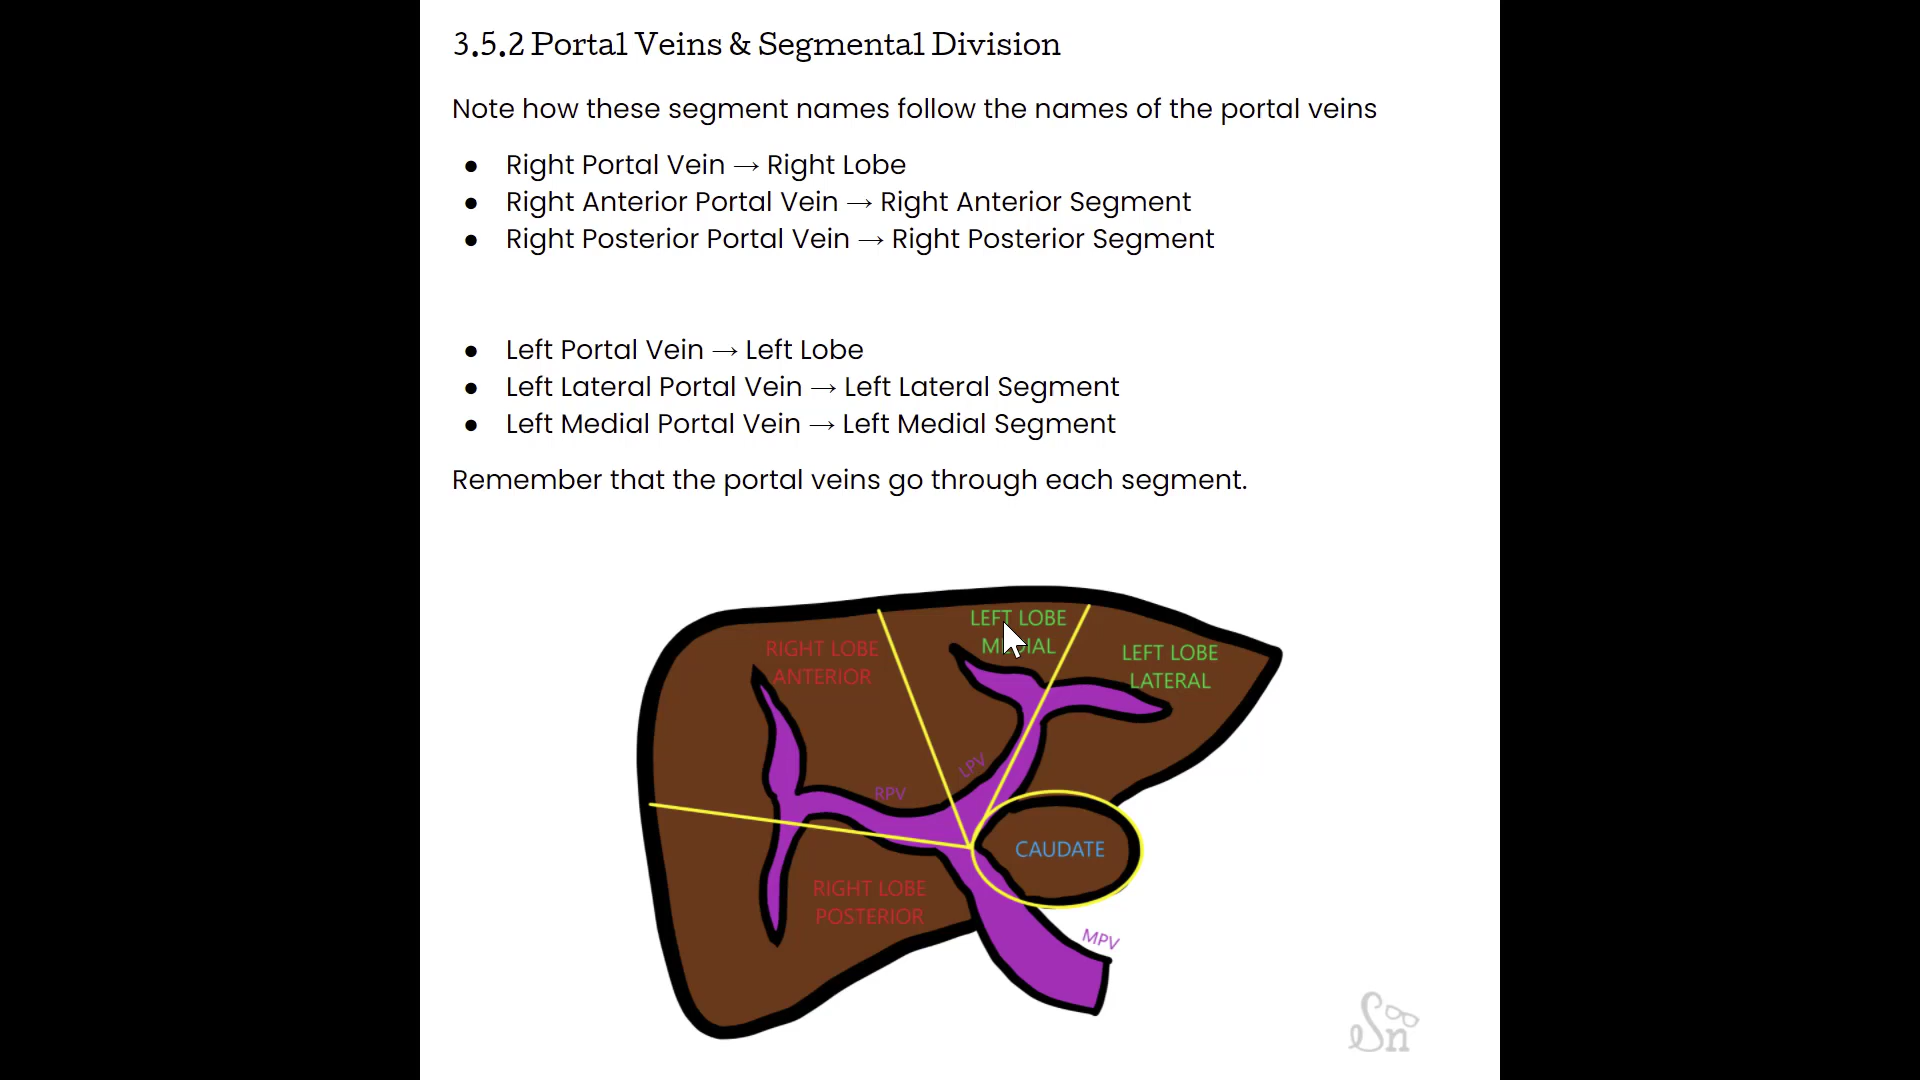 3.5.2 Portal Veins & Segmental Division
Note how these segment names follow the names of the portal veins
● Right Portal Vein → Right Lobe
● Right Anterior Portal Vein → Right Anterior Segment
● Right Posterior Portal Vein → Right Posterior Segment
● Left Portal Vein → Left Lobe
● Left Lateral Portal Vein → Left Lateral Segment
● Left Medial Portal Vein → Left Medial Segment
Remember that the portal veins go through each segment.
LEFT LOBE
MEDIAL
RIGHT LOBE
ANTERIOR
LEFT LOBE
LATERAL
LPV
RPV
CAUDATE
RIGHT LOBE
POSTERIOR
MPV
eSn